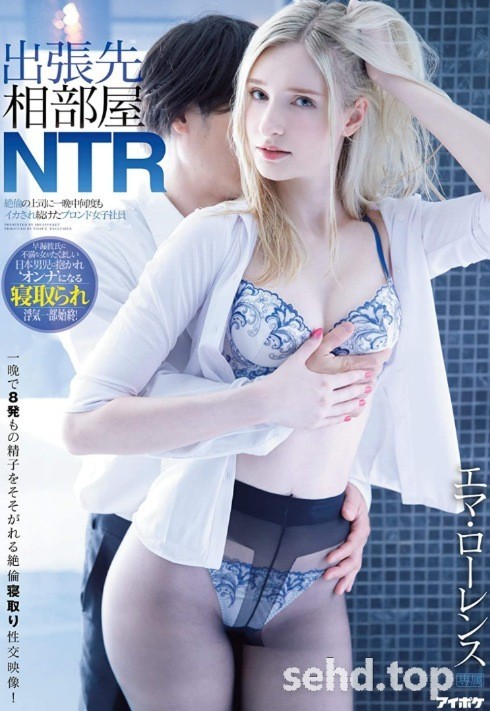 出張先
相部屋
NTR
絶倫の上司に一晩中何度も
イカされ続けたブロンド女子社員
早漏彼氏に
不満な女がたくましい
日本男児に抱かれ
“オンナ”になる
寝取られ
浮気一部始終!
一晩で8発もの精子をそそがれる絶倫寝取り性交映像!
エマ・ローレンス
専属
アイポケ
sehd.top